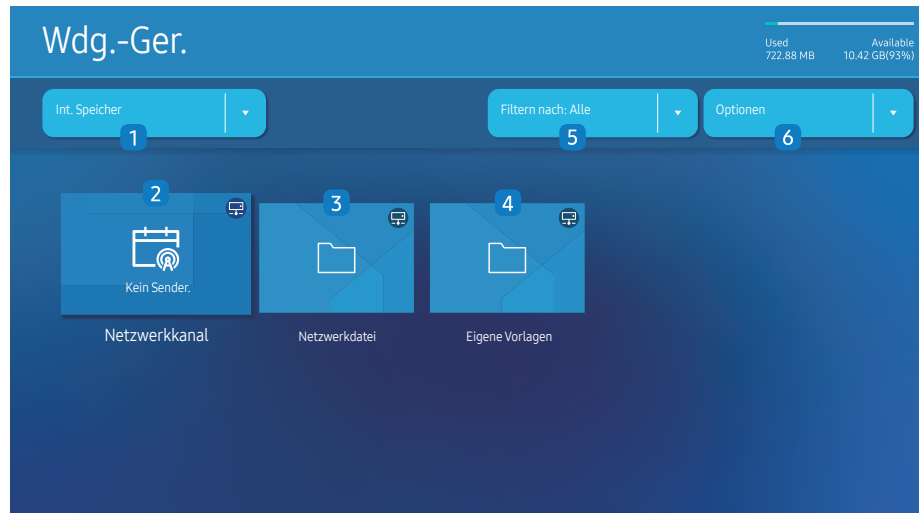 Wdg.-Ger.
Used Available
722.88 MB 10.42 GB(93%)
Int. Speicher
Filtern nach: Alle
Optionen
1
5
6
2
3
4
Kein Sender.
Netzwerkkanal
Netzwerkdatei
Eigene Vorlagen